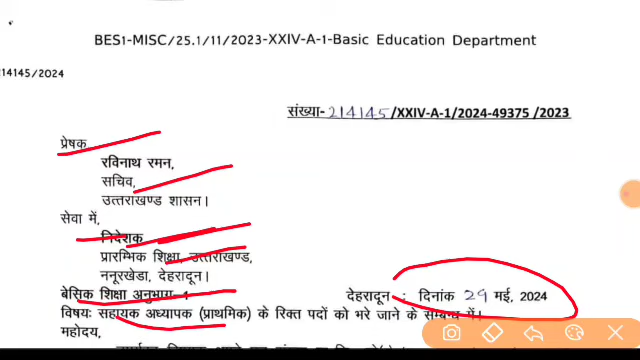 BES1-MISC/25.1/11/2023-XXIV-A-1-Basic Education Department
214145/2024
संख्या- 214145/XXIV-A-1/2024-49375 /2023
प्रेषक
रविनाथ रमन,
सचिव,
उत्तराखण्ड शासन।
सेवा में,
निदेशक
प्रारम्भिक शिक्षा, उत्तराखण्ड,
ननूरखेडा, देहरादून।
बेसिक शिक्षा अनुभाग-1 देहरादून : दिनांक 29 मई, 2024
विषयः सहायक अध्यापक (प्राथमिक) के रिक्त पदों को भरे जाने के सम्बन्ध में।
महोदय,